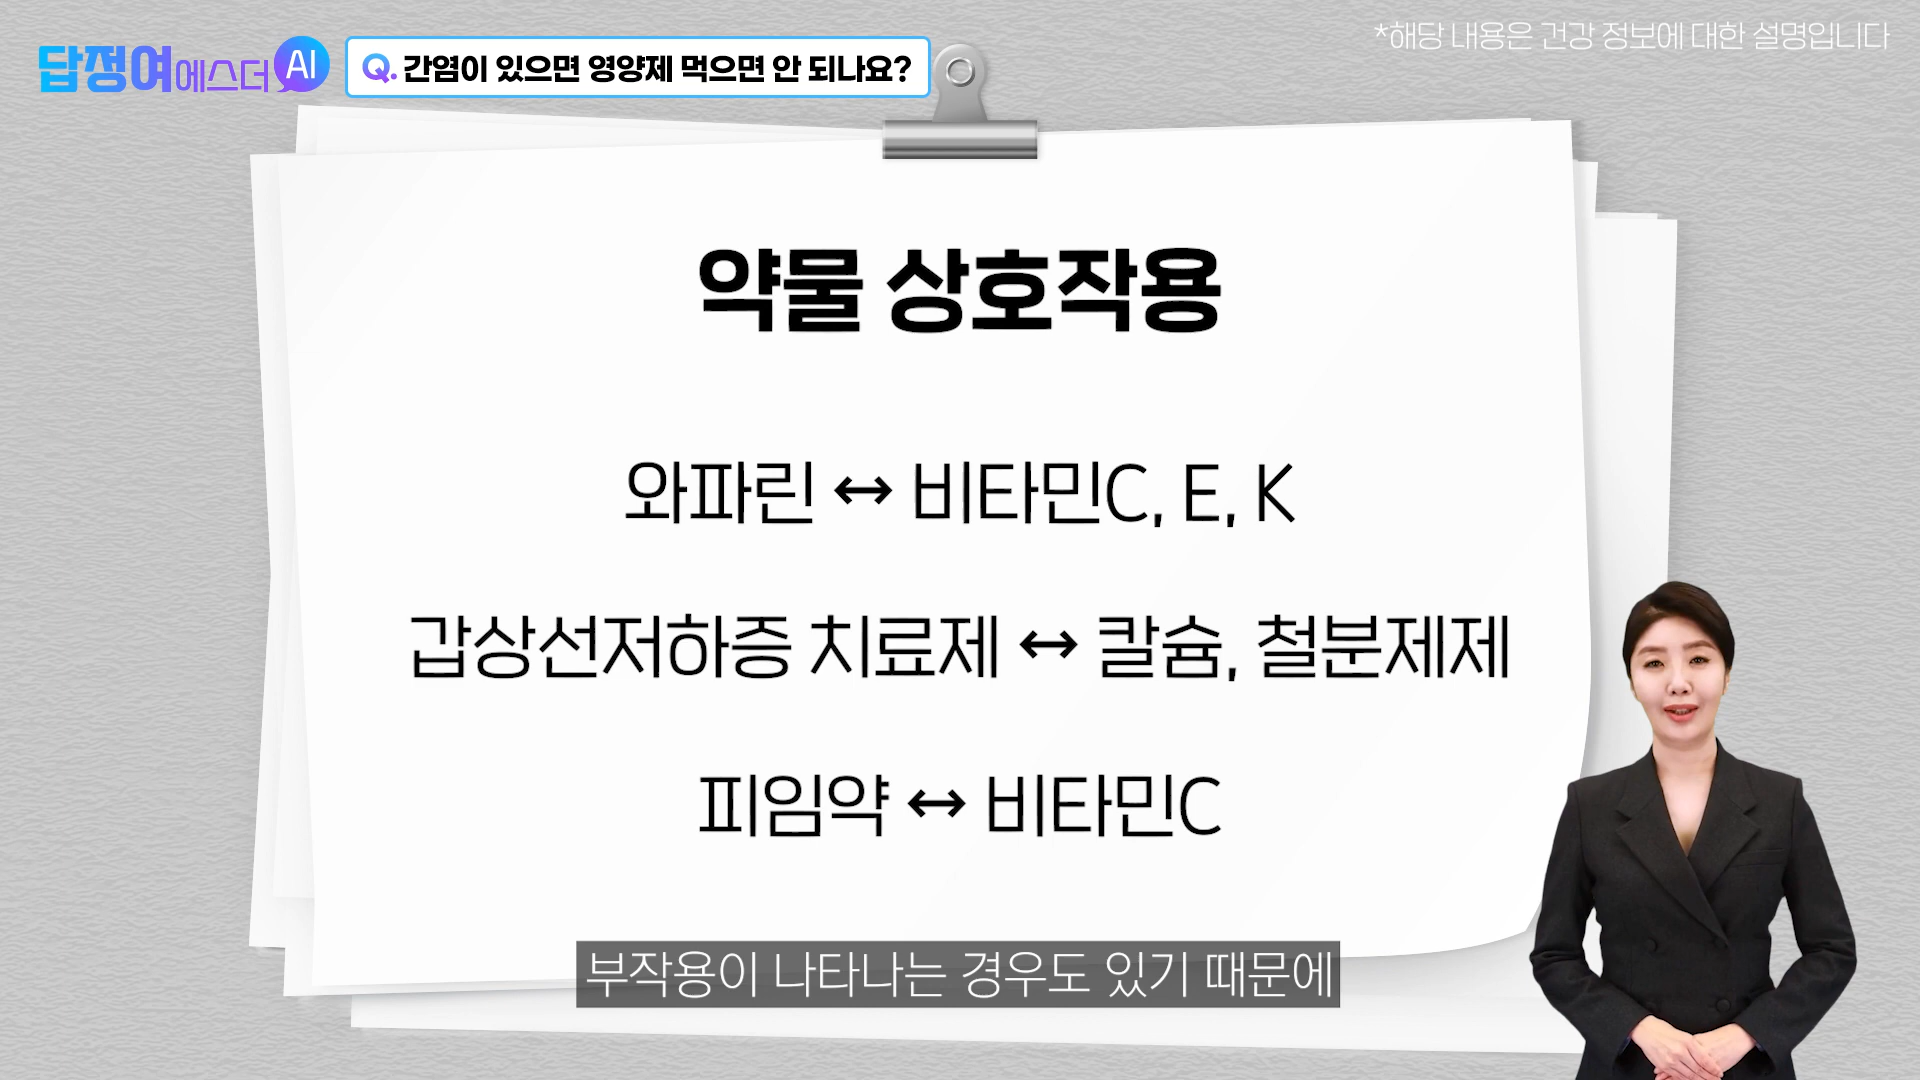 *해당 내용은 건강 정보에 대한 설명입니다
답정여에스더 AI
Q. 간염이 있으면 영양제 먹으면 안 되나요?
약물 상호작용
와파린 ↔ 비타민C, E, K
갑상선저하증 치료제 ↔ 칼슘, 철분제제
피임약 ↔ 비타민C
부작용이 나타나는 경우도 있기 때문에